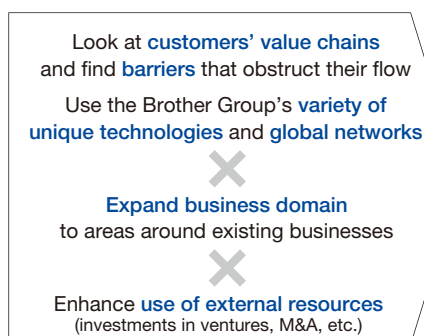 Look at customers’ value chains
and find barriers that obstruct their flow
Use the Brother Group’s variety of
unique technologies and global networks
Expand business domain
to areas around existing businesses
Enhance use of external resources
(investments in ventures, M&A, etc.)